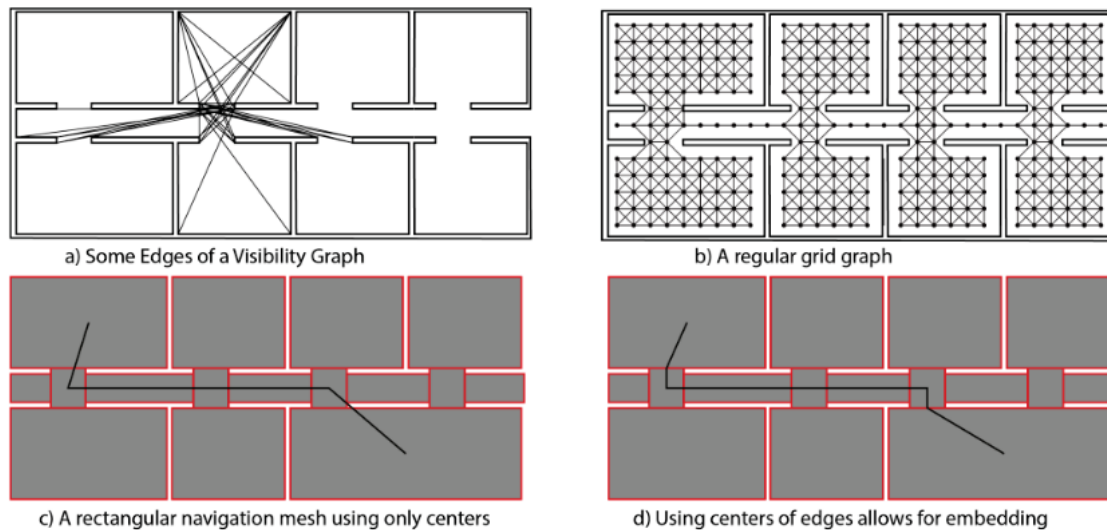 a) Some Edges of a Visibility Graph
b) A regular grid graph
c) A rectangular navigation mesh using only centers
d) Using centers of edges allows for embedding